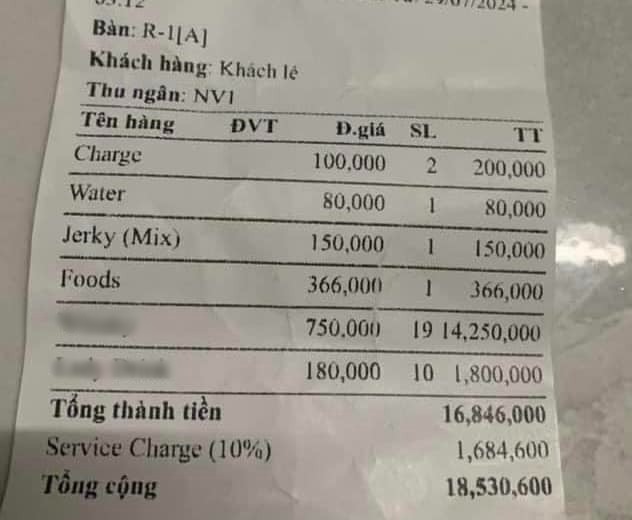 29/07/2024 -
Bàn: R-1[A]
Khách hàng: Khách lẻ
Thu ngân: NV1
Tên hàng ĐVT Đ.giá SL TT
Charge 100,000 2 200,000
Water 80,000 1 80,000
Jerky (Mix) 150,000 1 150,000
Foods 366,000 1 366,000
750,000 19 14,250,000
180,000 10 1,800,000
Tổng thành tiền 16,846,000
Service Charge (10%) 1,684,600
Tổng cộng 18,530,600